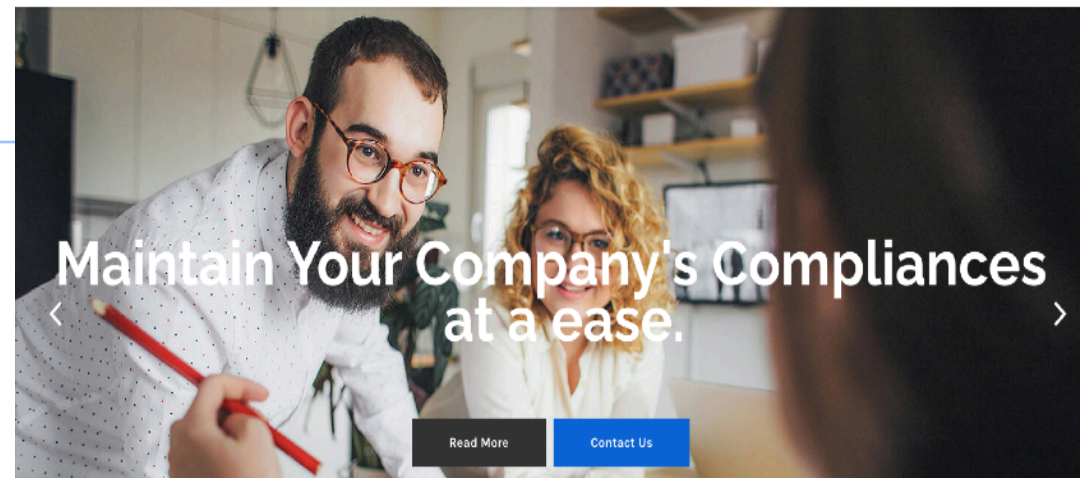 Maintain Your Company's Compliances
at a ease.
Read More
Contact Us